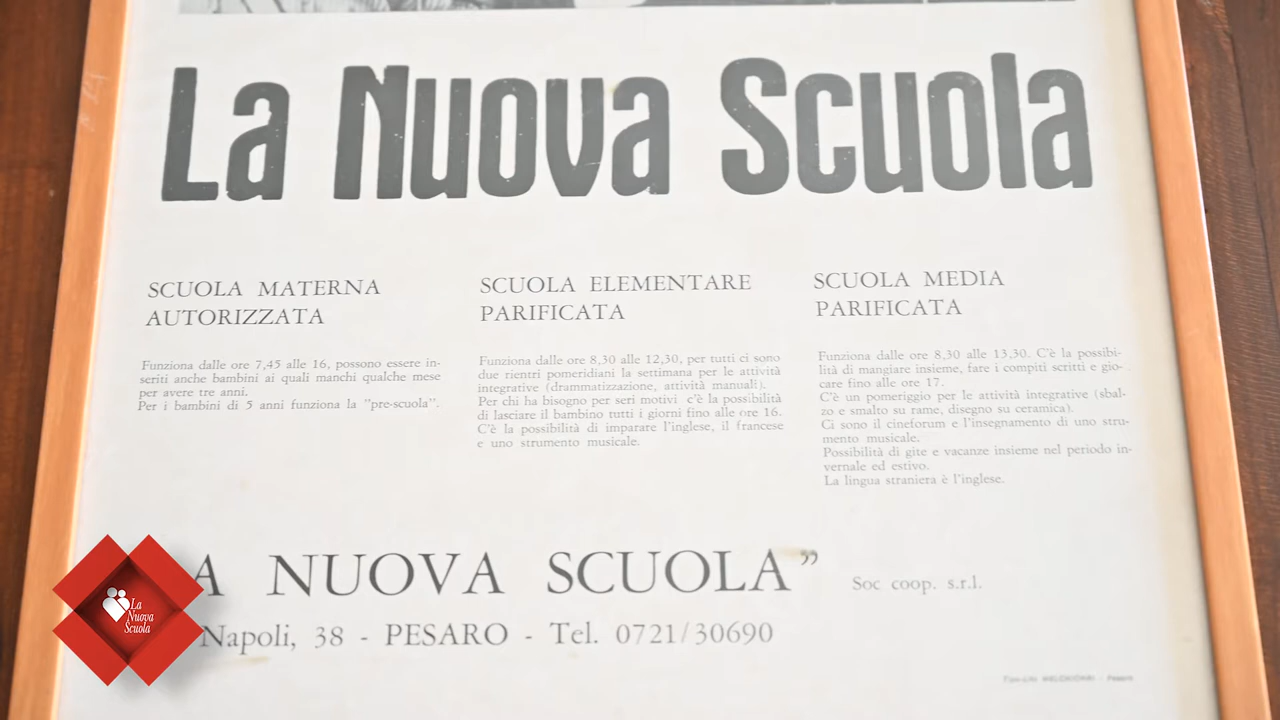 La Nuova Scuola
SCUOLA MATERNA
AUTORIZZATA
Funziona dalle ore 7,45 alle 16, possono essere in-
seriti anche bambini ai quali manchi qualche mese
per avere tre anni.
Per i bambini di 5 anni funziona la "pre-scuola".
SCUOLA ELEMENTARE
PARIFICATA
Funziona dalle ore 8,30 alle 12,30, per tutti ci sono
due rientri pomeridiani la settimana per le attività
integrative (drammatizzazione, attività manuali).
Per chi ha bisogno per seri motivi c'è la possibilità
di lasciare il bambino tutti i giorni fino alle ore 16.
C'è la possibilità di imparare l'inglese, il francese
e uno strumento musicale.
SCUOLA MEDIA
PARIFICATA
Funziona dalle ore 8,30 alle 13,30. C'è la possibi-
lità di mangiare insieme, fare i compiti scritti e gio-
care fino alle ore 17.
C'è un pomeriggio per le attività integrative (sbal-
zo e smalto su rame, disegno su ceramica).
Ci sono il cineforum e l'insegnamento di uno stru-
mento musicale.
Possibilità di gite e vacanze insieme nel periodo in-
vernale ed estivo.
La lingua straniera è l'inglese.
A NUOVA SCUOLA" Soc coop. s.r.l.
Napoli, 38 - PESARO - Tel. 0721/30690
La
Nuova
Scuola
- Pesaro